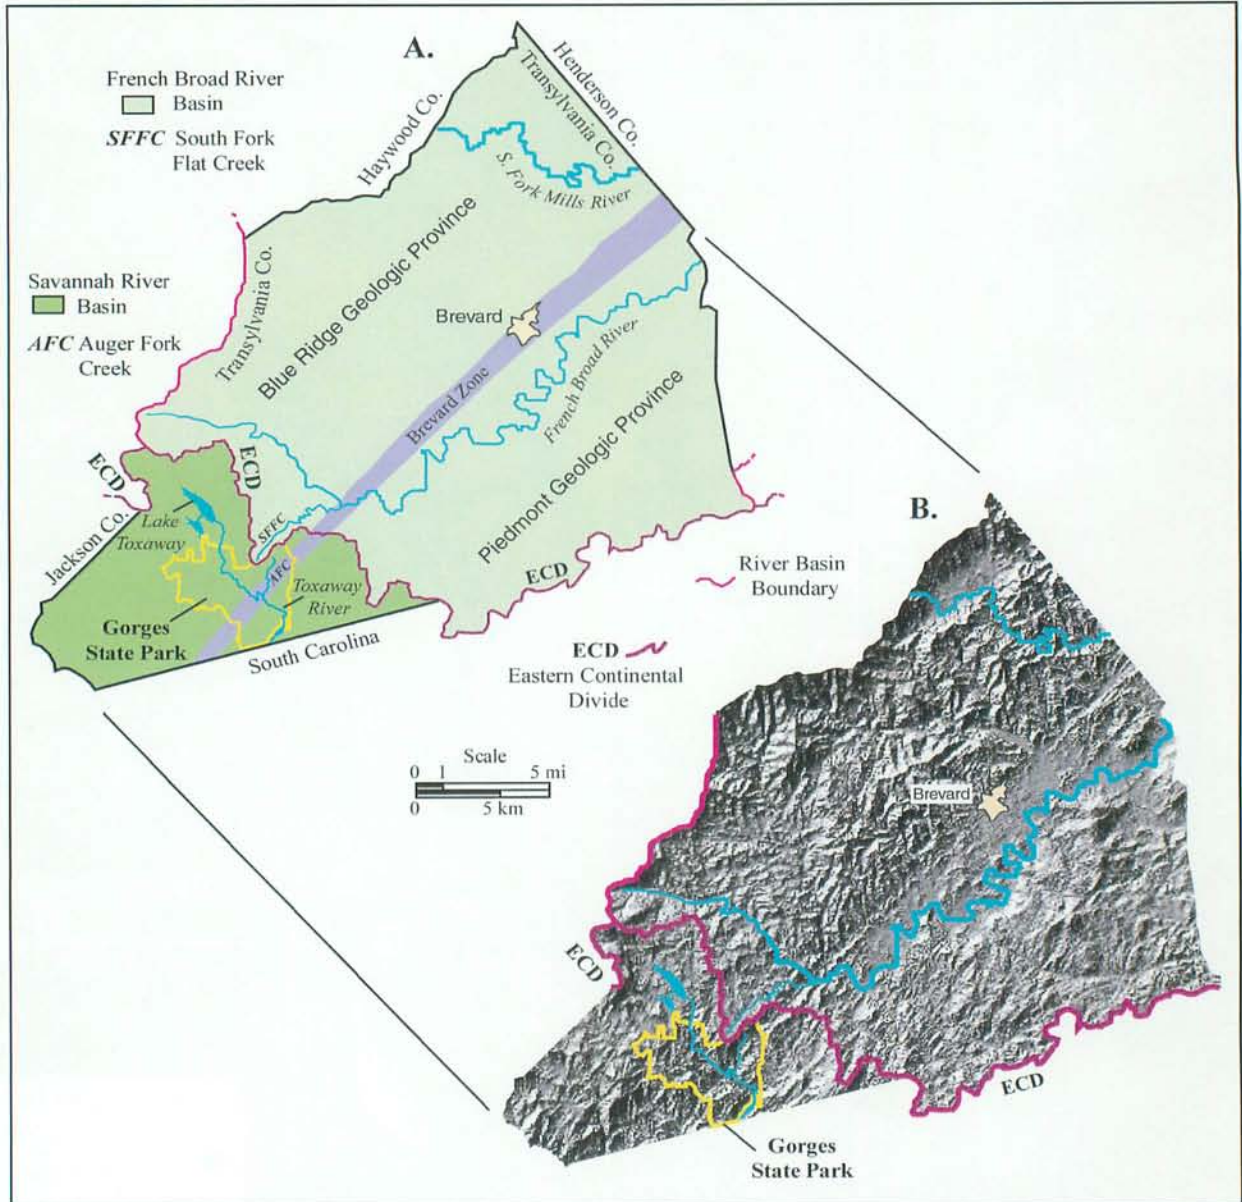 A.
French Broad River
Basin
SFFC South Fork
Flat Creek
Haywood Co.
Henderson Co.
Transylvania Co.
S. Fork Mills River
Savannah River
Basin
AFC Auger Fork
Creek
Transylvania Co.
Blue Ridge Geologic Province
Brevard
Brevard Zone
French Broad River
Piedmont Geologic Province
ECD
ECD
Jackson Co.
Lake
Toxaway
SFFC
AFC
Toxaway
River
Gorges
State Park
South Carolina
ECD
River Basin
Boundary
ECD
Eastern Continental
Divide
Scale
0 1 5 mi
0 5 km
B.
Brevard
ECD
ECD
Gorges
State Park